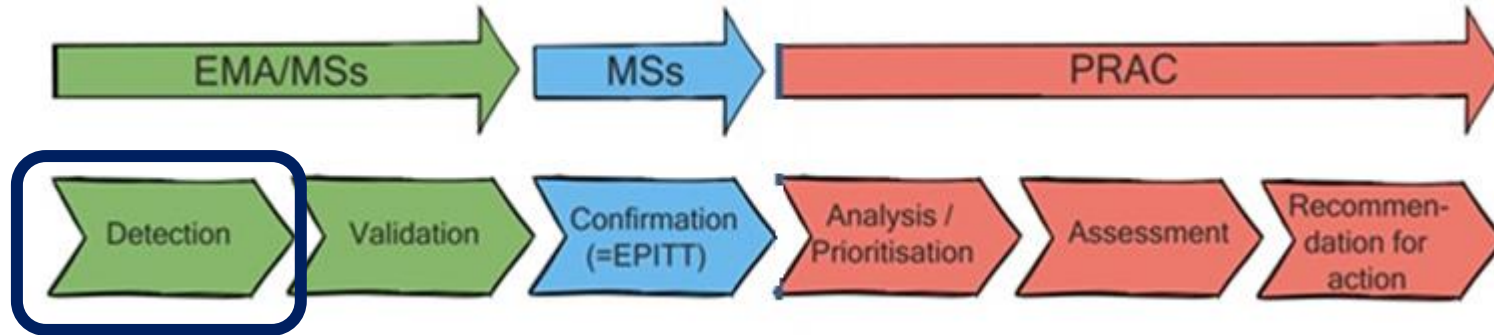 EMA/MSs
MSs
PRAC
Detection
Validation
Confirmation
(=EPITT)
Analysis /
Prioritisation
Assessment
Recommen-
dation for
action